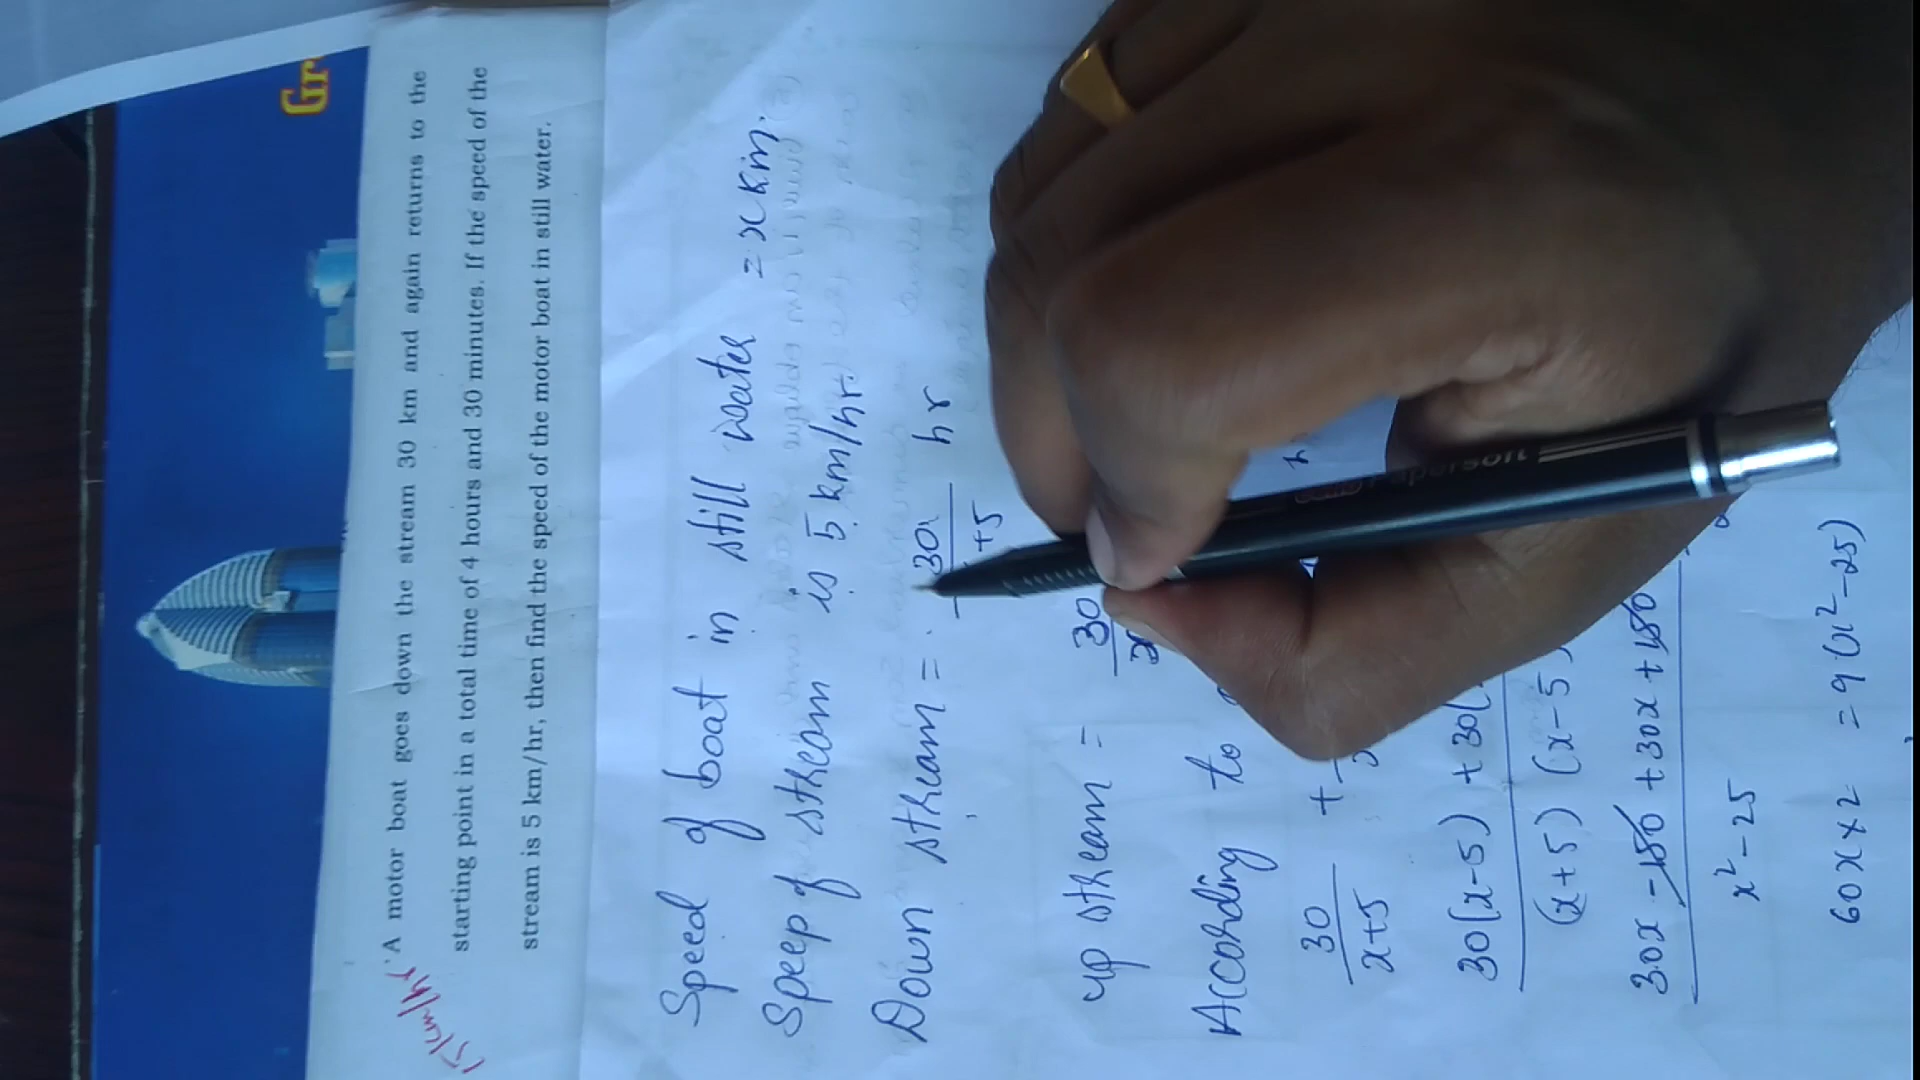 Gr
'A motor boat goes down the stream 30 km and again returns to the
starting point in a total time of 4 hours and 30 minutes. If the speed of the
stream is 5 km/hr, then find the speed of the motor boat in still water.
15km/hr
Speed of boat in still water = x km.
Speep of stream is 5 km/hr.
Down stream = 30 +5 hr
up stream = 30
According to
30/x+5 +
30(x-5) + 30(
(x+5) (x-5)
30x - 150 + 30x + 150
x² - 25
60x × 2 = 9 (x² - 25)